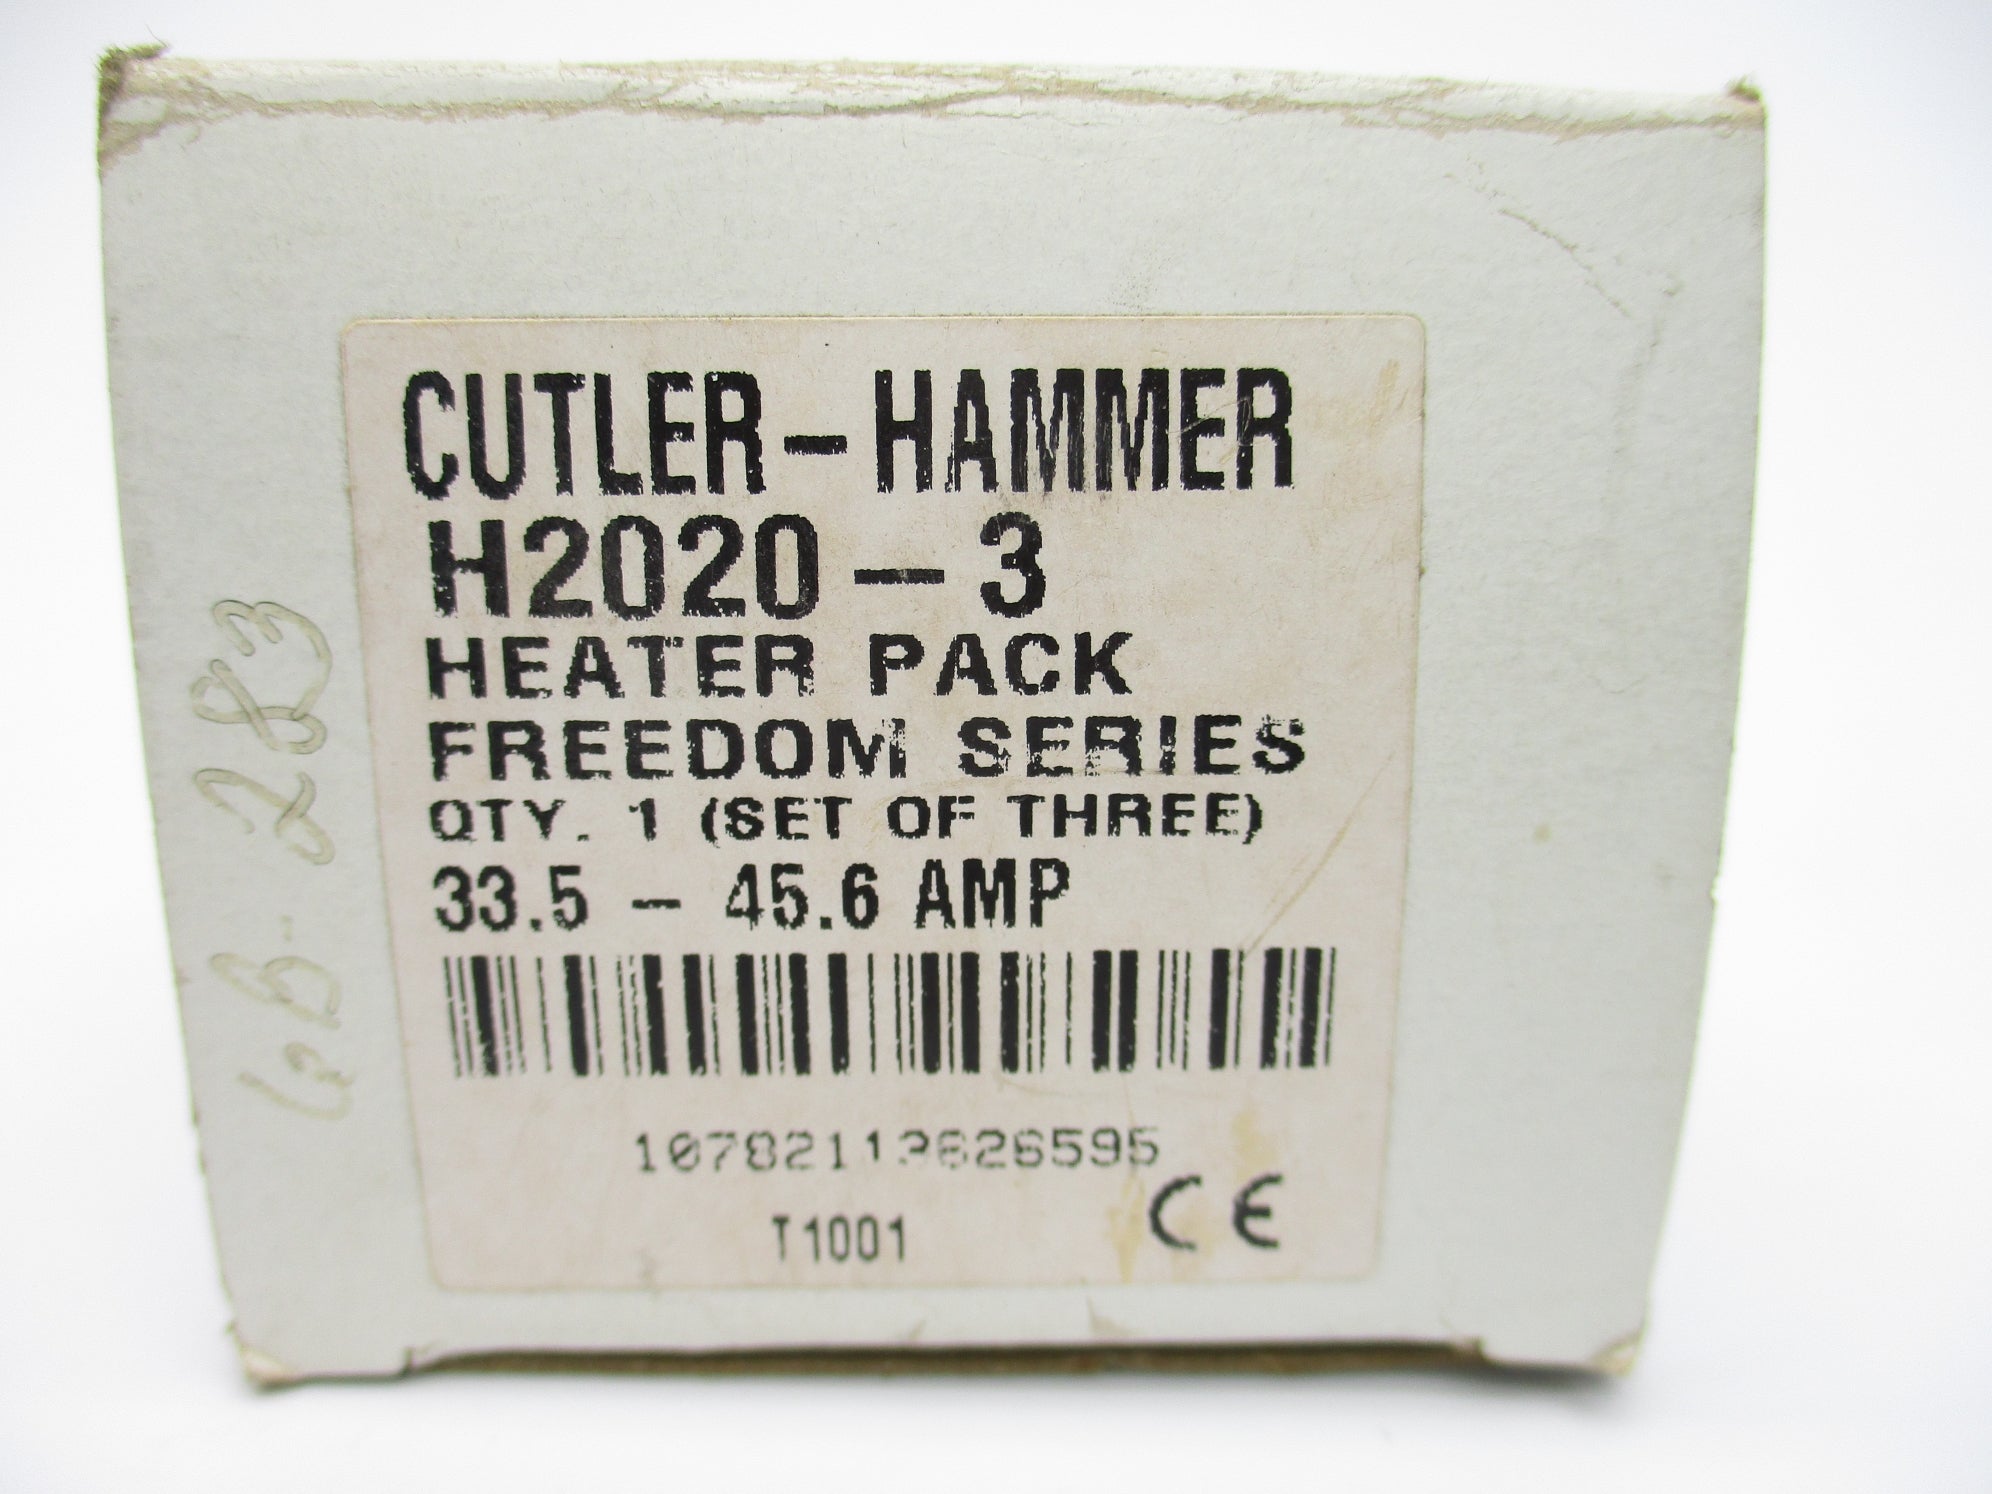 CUTLER-HAMMER
H2020-3
HEATER PACK
FREEDOM SERIES
QTY. 1 (SET OF THREE)
33.5 - 45.6 AMP
10782113626595
T1001
CE